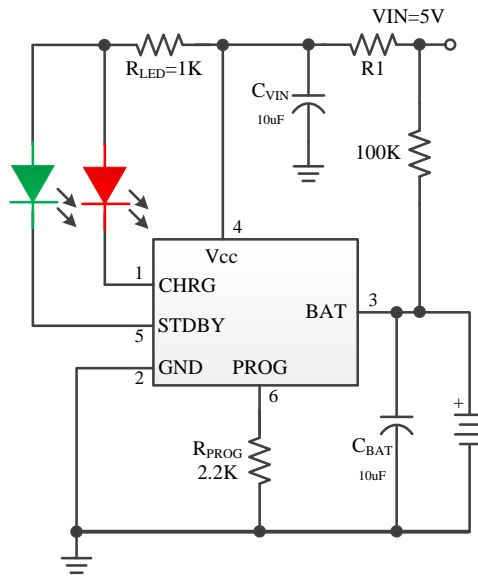 VIN=5V
RLED=1K
R1
CVIN
10uF
100K
4
Vcc
1
CHRG
BAT
3
STDBY
5
GND
PROG
2
6
RPROG
2.2K
CBAT
10uF
+